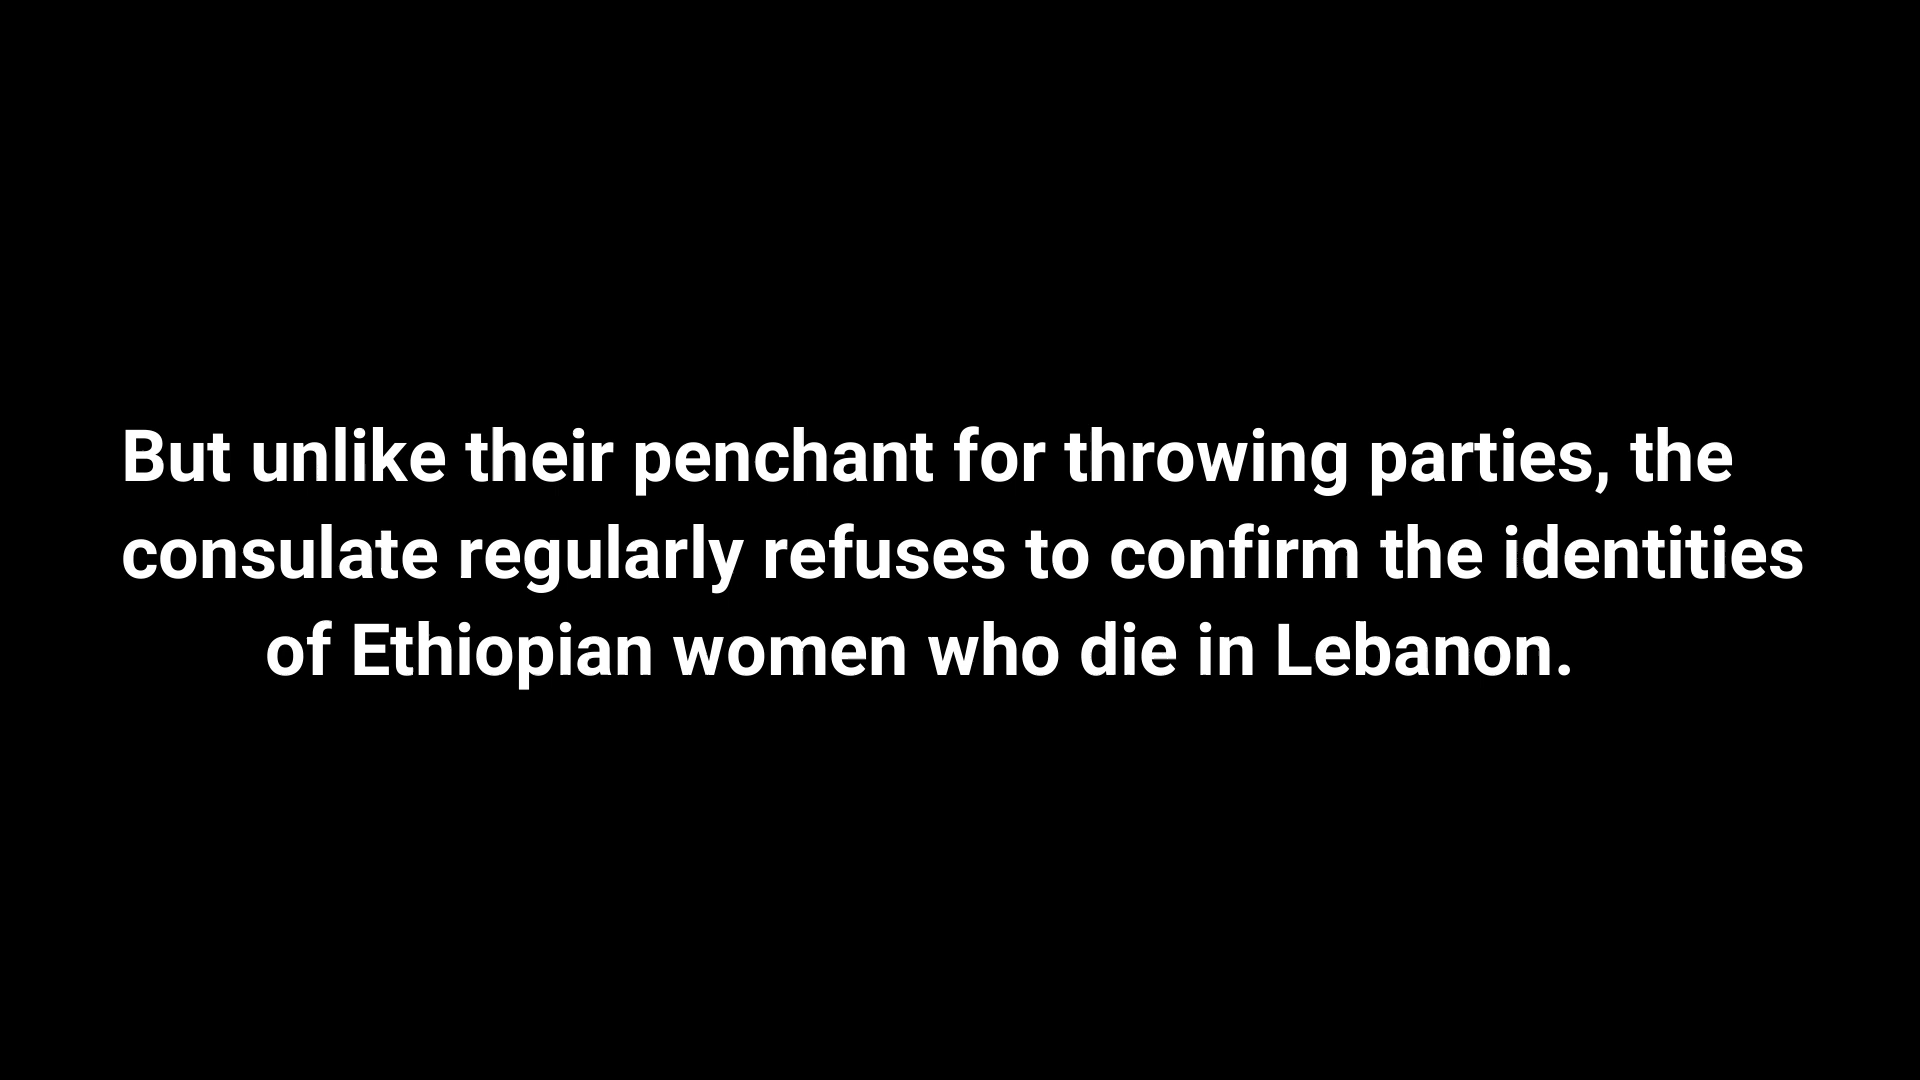 But unlike their penchant for throwing parties, the
consulate regularly refuses to confirm the identities
of Ethiopian women who die in Lebanon.